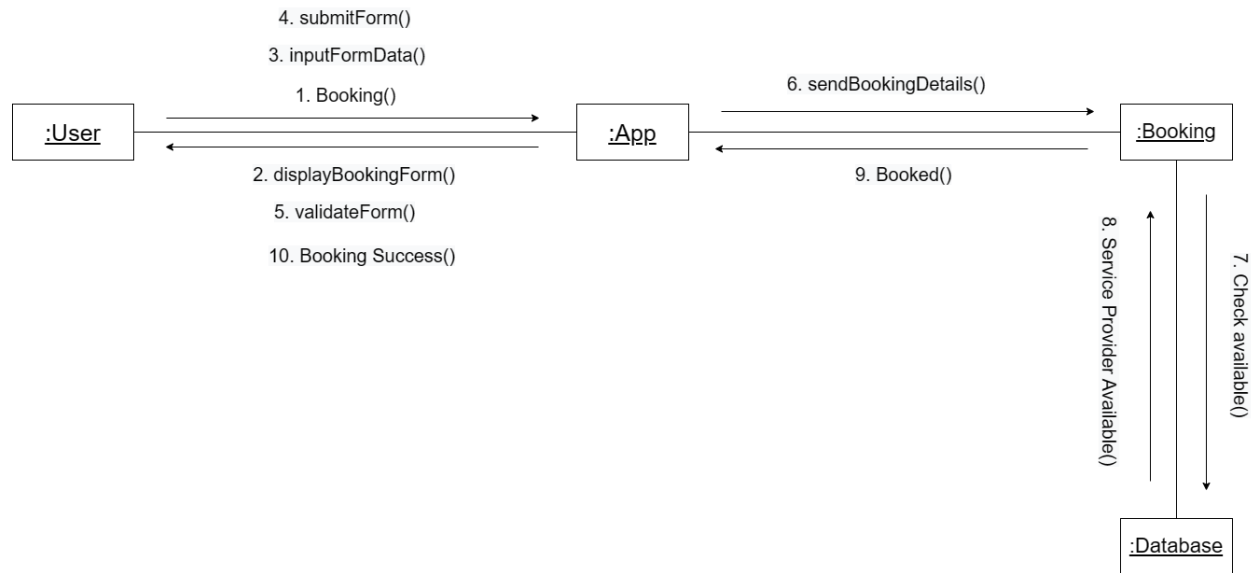 4. submitForm()
3. inputFormData()
1. Booking()
6. sendBookingDetails()
:User
:App
:Booking
2. displayBookingForm()
9. Booked()
5. validateForm()
10. Booking Success()
8. Service Provider Available()
7. Check available()
:Database